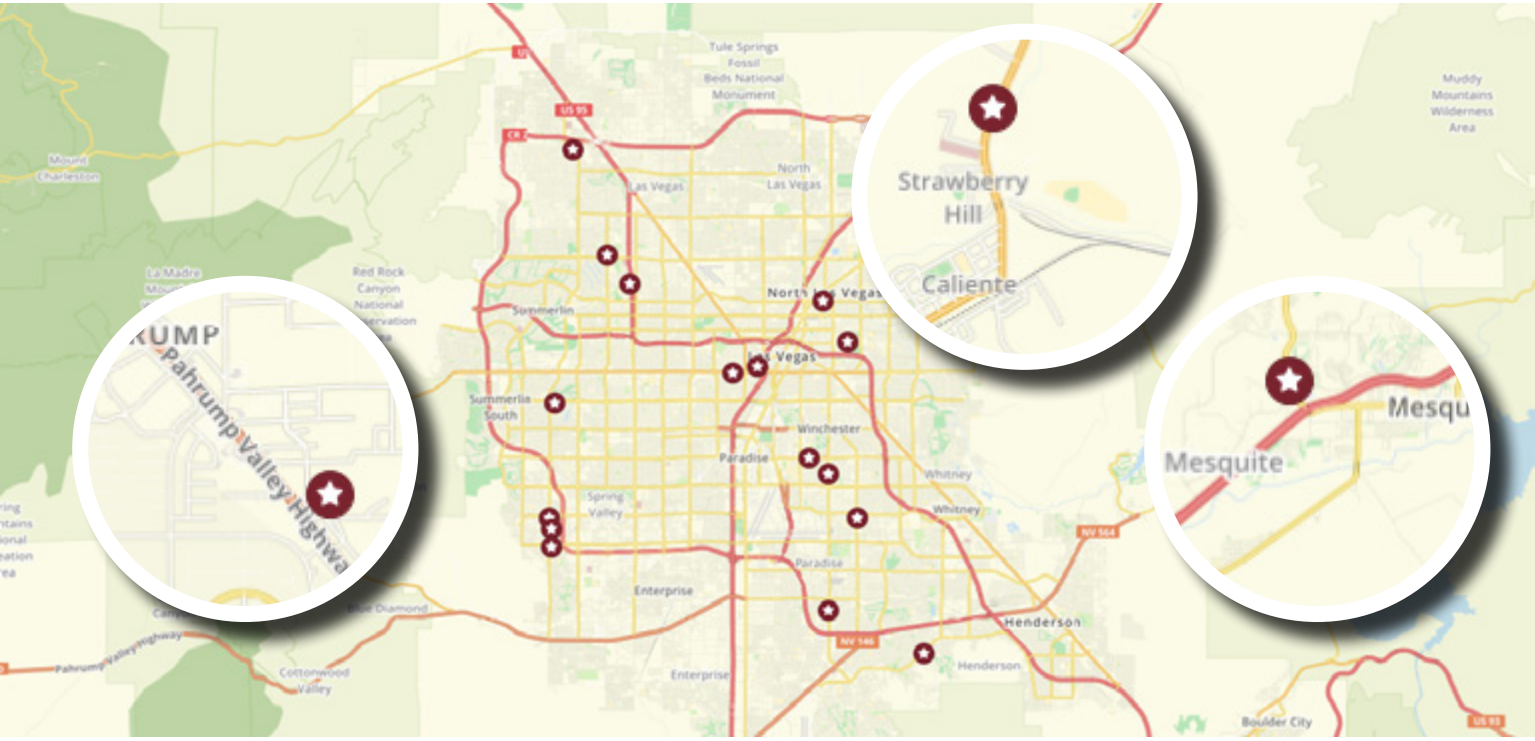 Tule Springs
Fossil
Beds National
Monument
US 95
Muddy
Mountains
Wilderness
Area
Mount
Charleston
North
Las Vegas
Las Vegas
Strawberry
Hill
Caliente
La Madre
Red Rock
Canyon
National
Summerlin
North Las Vegas
Las Vegas
RUMP
Pahrump Valley Highwa
Summerlin
South
Winchester
Paradise
Whitney
Spring
Valley
Whitney
Mesqu
Mesquite
NV 564
Paradise
Enterprise
Blue Diamond
Henderson
NV 146
Pahrump Valley Highway
Cottonwood
Valley
Enterprise
Henderson
Boulder City
US 93